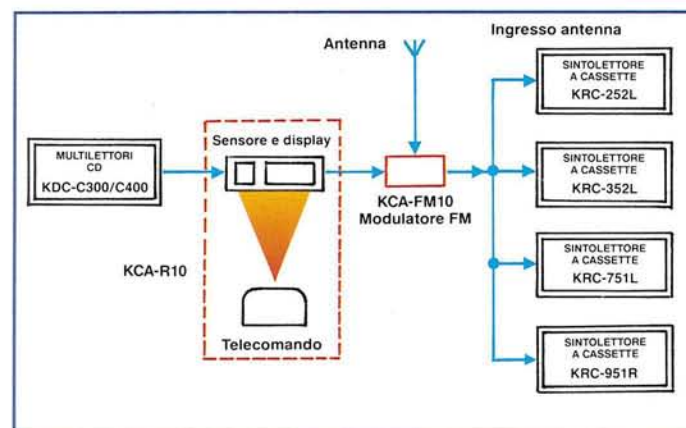 Antenna
Ingresso antenna
SINTOLETTORE
A CASSETTE
KRC-252L
Sensore e display
MULTILETTORI
CD
KDC-C300/C400
KCA-FM10
Modulatore FM
SINTOLETTORE
A CASSETTE
KRC-352L
KCA-R10
SINTOLETTORE
A CASSETTE
KRC-751L
Telecomando
SINTOLETTORE
A CASSETTE
KRC-951R